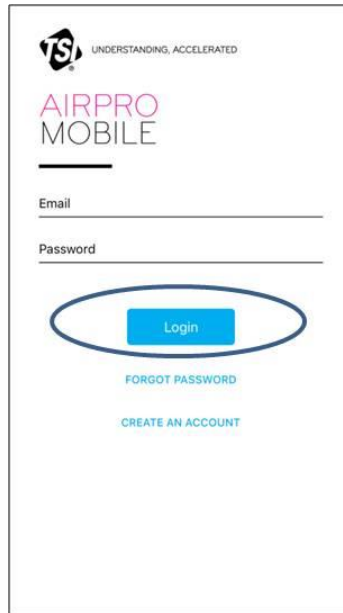 TSI UNDERSTANDING, ACCELERATED
AIRPRO
MOBILE
Email
Password
Login
FORGOT PASSWORD
CREATE AN ACCOUNT